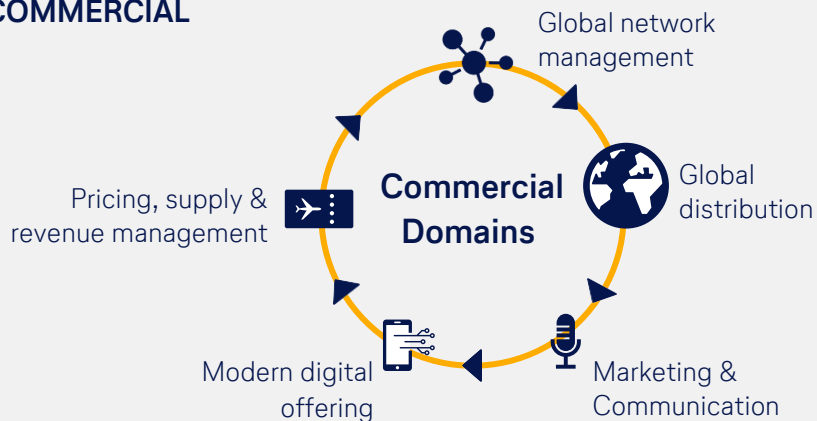 COMMERCIAL
Global network
management
Commercial
Domains
Global
distribution
Pricing, supply &
revenue management
Modern digital
offering
Marketing &
Communication